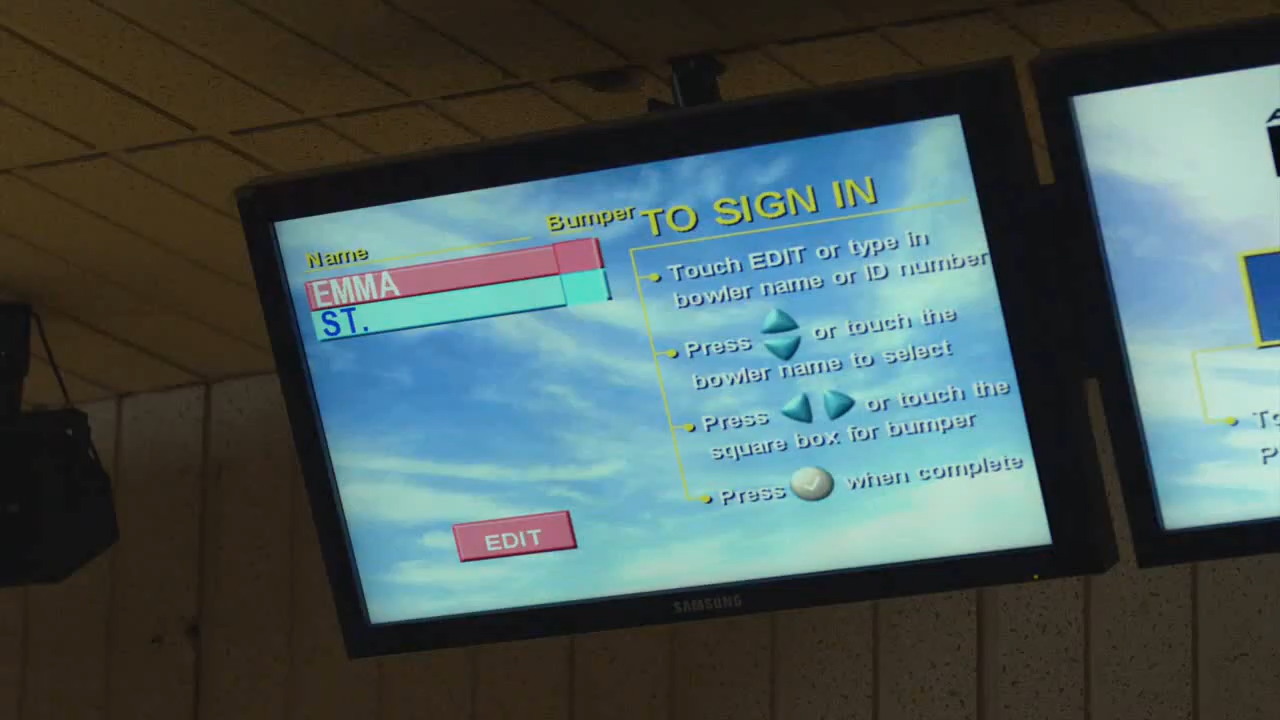 Name
Bumper
EMMA
ST.
EDIT
TO SIGN IN
Touch EDIT or type in
bowler name or ID number
Press or touch the
bowler name to select
Press or touch the
square box for bumper
Press when complete
SAMSUNG